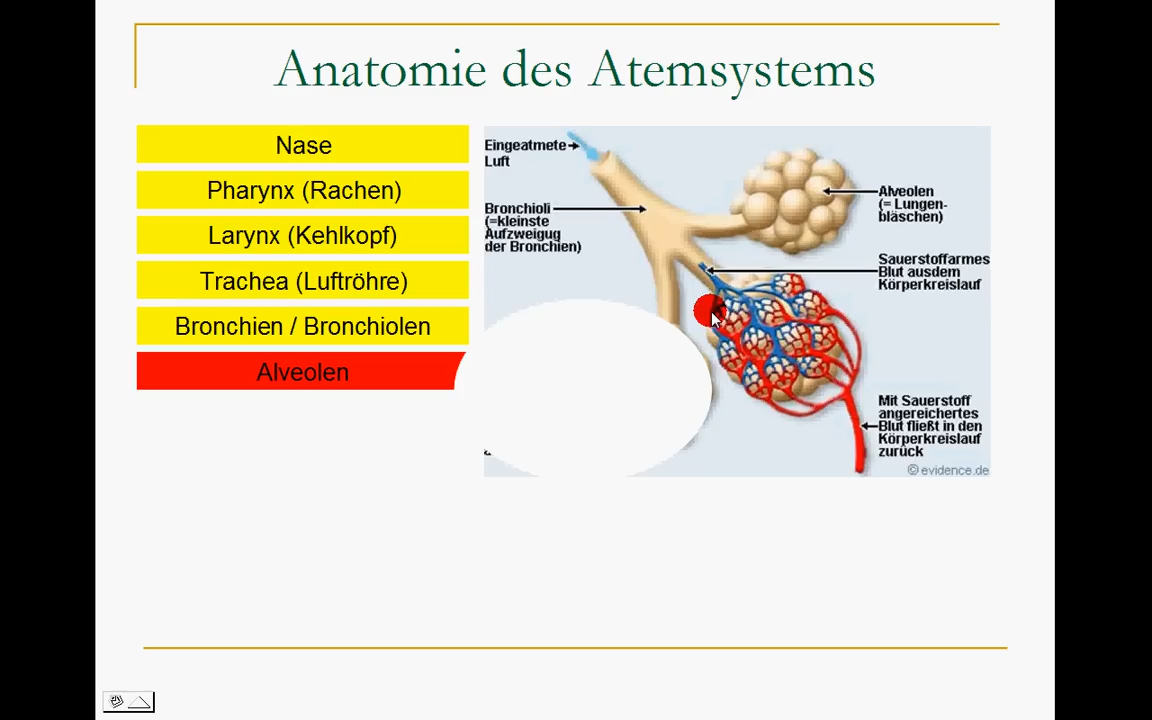 Anatomie des Atemsystems
Nase
Pharynx (Rachen)
Larynx (Kehlkopf)
Trachea (Luftröhre)
Bronchien / Bronchiolen
Alveolen
Eingeatmete
Luft
Bronchioli
(=kleinste
Aufzweigug
der Bronchien)
Alveolen
(= Lungen-
bläschen)
Sauerstoffarmes
Blut ausdem
Körperkreislauf
Mit Sauerstoff
angereichertes
Blut fließt in den
Körperkreislauf
zurück
© evidence.de